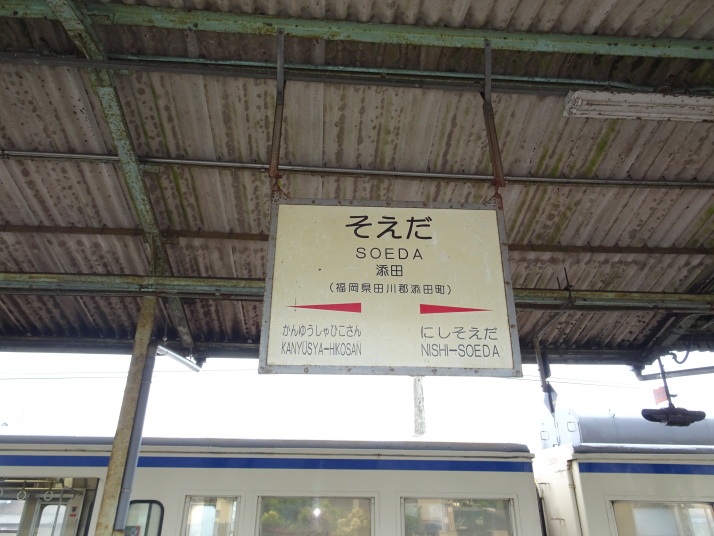 そえだ
SOEDA
添田
(福岡県田川郡添田町)
かんゆうしゃひこさん
にしそえだ
KANYŪSYA-HIKOSAN
NISHI-SOEDA